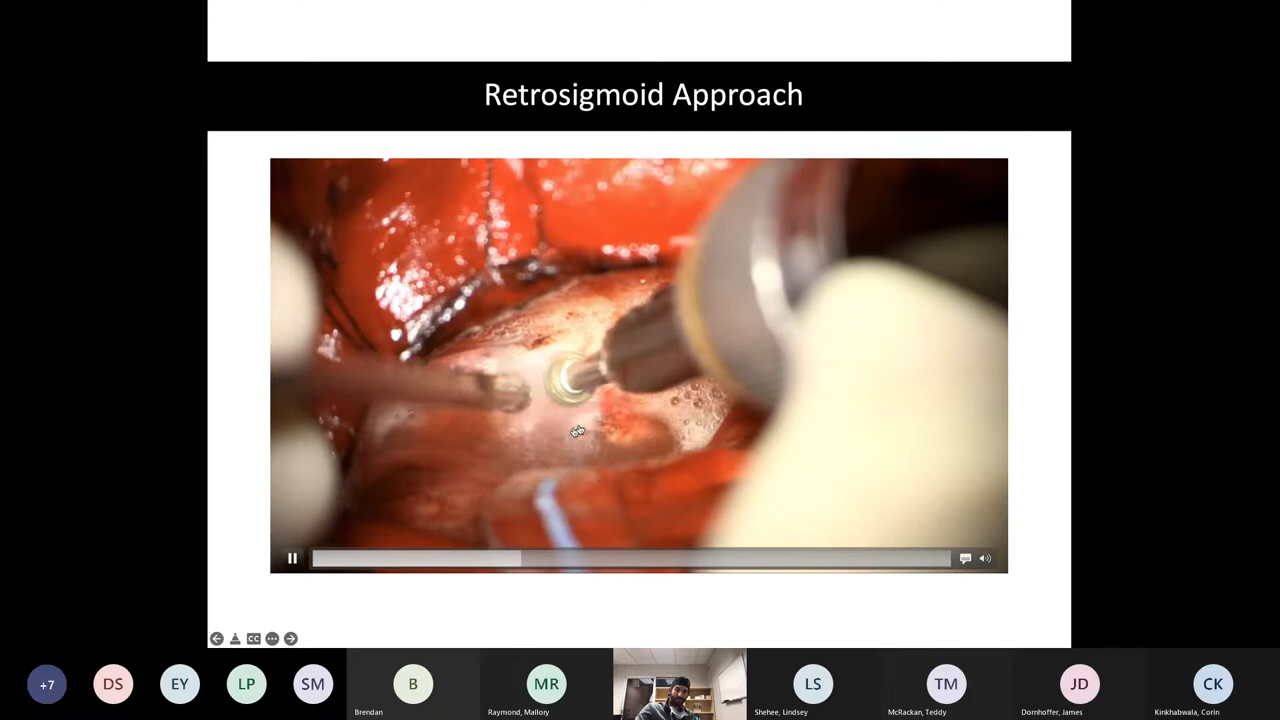 Retrosigmoid Approach
CC
+7
DS
EY
LP
SM
B
MR
LS
TM
JD
CK
Brendan
Raymond, Mallory
Shehee, Lindsey
McRackan, Teddy
Dornhoffer, James
Kinkhabwala, Corin